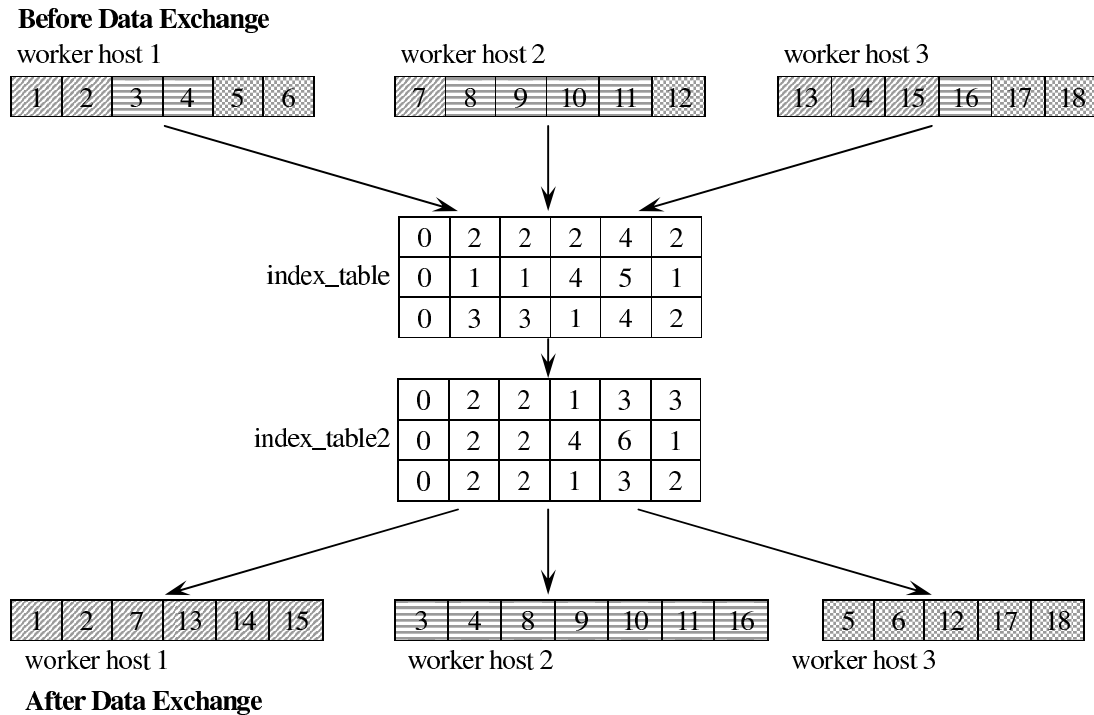 Before Data Exchange
worker host 1 worker host 2 worker host 3
1 2 3 4 5 6 7 8 9 10 11 12 13 14 15 16 17 18
0 2 2 2 4 2
index_table 0 1 1 4 5 1
0 3 3 1 4 2
0 2 2 1 3 3
index_table2 0 2 2 4 6 1
0 2 2 1 3 2
1 2 7 13 14 15 3 4 8 9 10 11 16 5 6 12 17 18
worker host 1 worker host 2 worker host 3
After Data Exchange